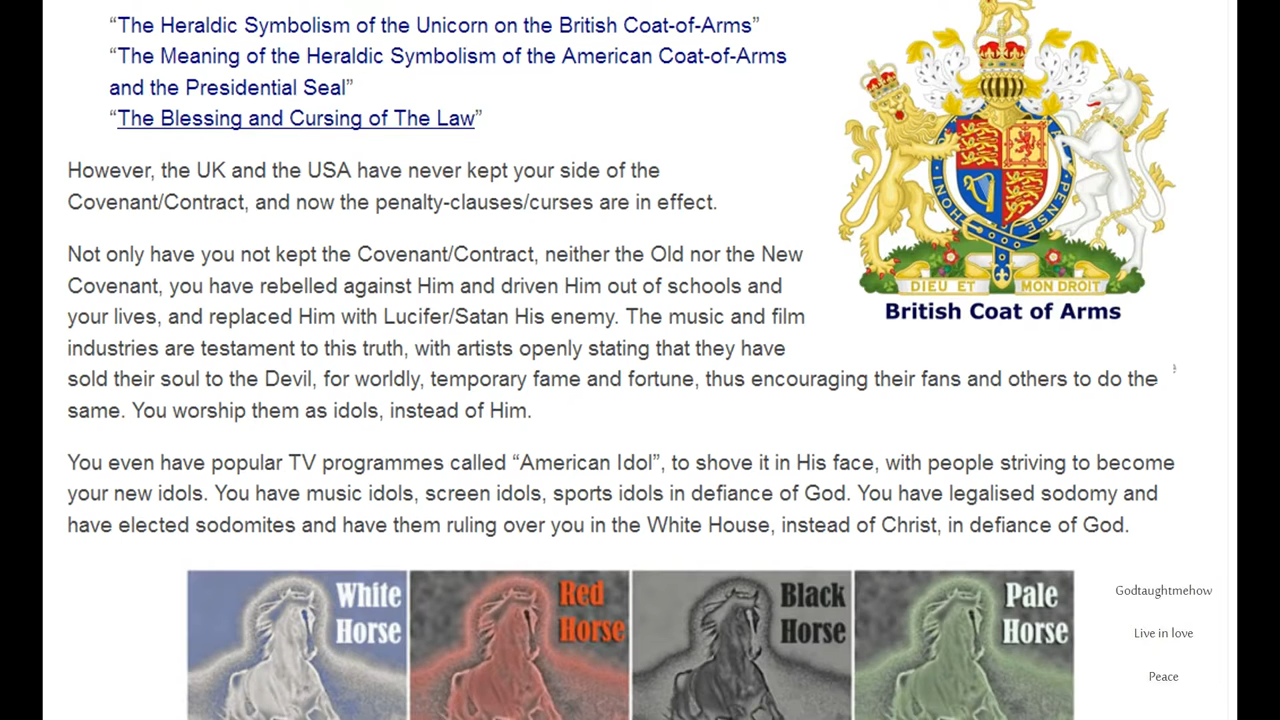 “The Heraldic Symbolism of the Unicorn on the British Coat-of-Arms”
“The Meaning of the Heraldic Symbolism of the American Coat-of-Arms
and the Presidential Seal”
“The Blessing and Cursing of The Law”
However, the UK and the USA have never kept your side of the
Covenant/Contract, and now the penalty-clauses/curses are in effect.
Not only have you not kept the Covenant/Contract, neither the Old nor the New
Covenant, you have rebelled against Him and driven Him out of schools and
your lives, and replaced Him with Lucifer/Satan His enemy. The music and film
industries are testament to this truth, with artists openly stating that they have
sold their soul to the Devil, for worldly, temporary fame and fortune, thus encouraging their fans and others to do the
same. You worship them as idols, instead of Him.
HONI PENSE
DIEU ET MON DROIT
British Coat of Arms
You even have popular TV programmes called “American Idol”, to shove it in His face, with people striving to become
your new idols. You have music idols, screen idols, sports idols in defiance of God. You have legalised sodomy and
have elected sodomites and have them ruling over you in the White House, instead of Christ, in defiance of God.
White
Horse
Red
Horse
Black
Horse
Pale
Horse
Godtaughtmehow
Live in love
Peace